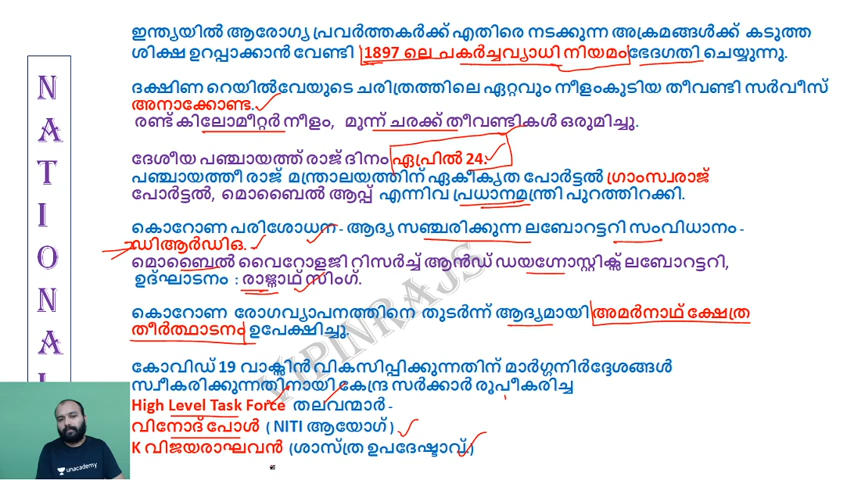 ഇന്ത്യയിൽ ആരോഗ്യ പ്രവർത്തകർക്ക് എതിരെ നടക്കുന്ന അക്രമങ്ങൾക്ക് കടുത്ത
ശിക്ഷ ഉറപ്പാക്കാൻ വേണ്ടി 1897 ലെ പകർച്ചവ്യാധി നിയമം ഭേദഗതി ചെയ്യുന്നു.
ദക്ഷിണ റെയിൽവേയുടെ ചരിത്രത്തിലെ ഏറ്റവും നീളംകൂടിയ തീവണ്ടി സർവീസ്
അനാക്കോണ്ട.
രണ്ട് കിലോമീറ്റർ നീളം, മൂന്ന് ചരക്ക് തീവണ്ടികൾ ഒരുമിച്ചു.
ദേശീയ പഞ്ചായത്ത് രാജ് ദിനം ഏപ്രിൽ 24.
പഞ്ചായത്തീ രാജ് മന്ത്രാലയത്തിന് ഏകീകൃത പോർട്ടൽ ഗ്രാംസ്വരാജ്
പോർട്ടൽ, മൊബൈൽ ആപ്പ് എന്നിവ പ്രധാനമന്ത്രി പുറത്തിറക്കി.
കൊറോണ പരിശോധന - ആദ്യ സഞ്ചരിക്കുന്ന ലബോറട്ടറി സംവിധാനം -
ഡിആർഡിഒ.
മൊബൈൽ വൈറോളജി റിസർച്ച് ആൻഡ് ഡയഗ്നോസ്റ്റിക്സ് ലബോറട്ടറി,
ഉദ്ഘാടനം : രാജ്നാഥ് സിംഗ്.
കൊറോണ രോഗവ്യാപനത്തിനെ തുടർന്ന് ആദ്യമായി അമർനാഥ് ക്ഷേത്ര
തീർത്ഥാടനം ഉപേക്ഷിച്ചു.
കോവിഡ് 19 വാക്സിൻ വികസിപ്പിക്കുന്നതിന് മാർഗ്ഗനിർദ്ദേശങ്ങൾ
സ്വീകരിക്കുന്നതിനായി കേന്ദ്ര സർക്കാർ രൂപീകരിച്ച
High Level Task Force തലവന്മാർ -
വിനോദ് പോൾ ( NITI ആയോഗ് )
K വിജയരാഘവൻ (ശാസ്ത്ര ഉപദേഷ്ടാവ്)
N
A
T
I
O
N
A
VIPINRAJS
unacademy